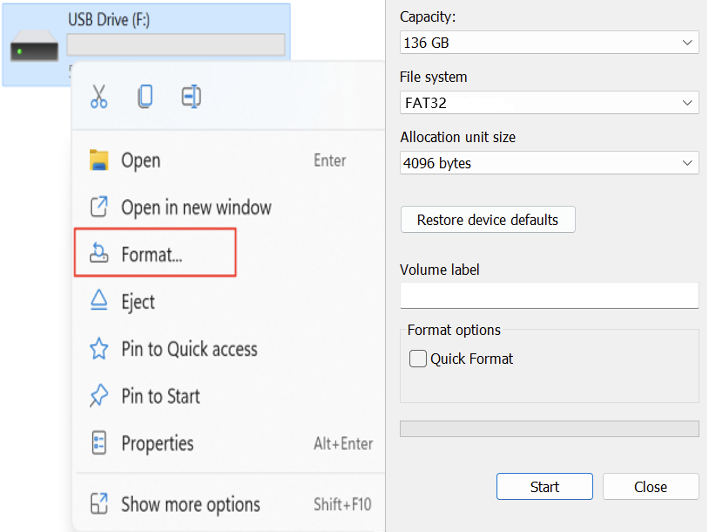 USB Drive (F:)
Open Enter
Open in new window
Format...
Eject
Pin to Quick access
Pin to Start
Properties Alt+Enter
Show more options Shift+F10
Capacity:
136 GB
File system
FAT32
Allocation unit size
4096 bytes
Restore device defaults
Volume label
Format options
Quick Format
Start Close